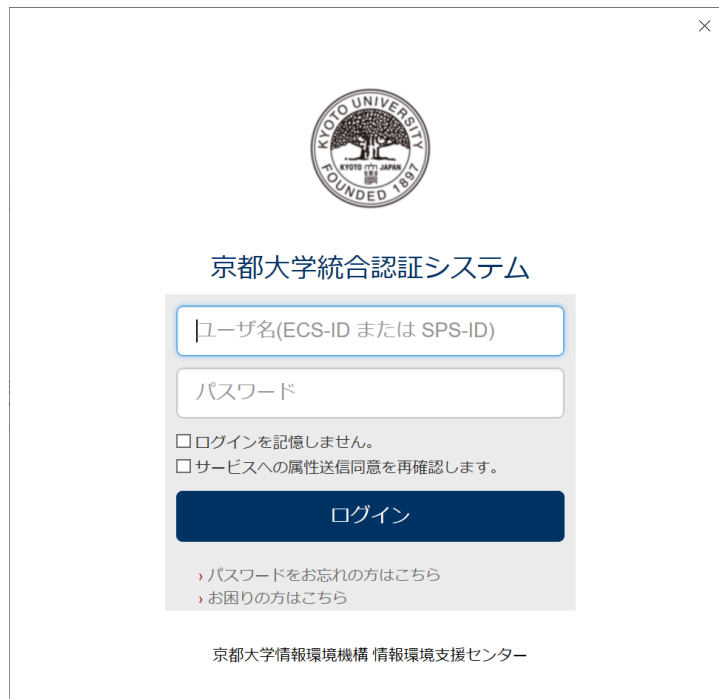 KYOTO UNIVERSITY
KYOTO JAPAN
FOUNDED 1897
京都大学統合認証システム
ユーザ名(ECS-ID または SPS-ID)
パスワード
ログインを記憶しません。
サービスへの属性送信同意を再確認します。
ログイン
› パスワードをお忘れの方はこちら
› お困りの方はこちら
京都大学情報環境機構 情報環境支援センター